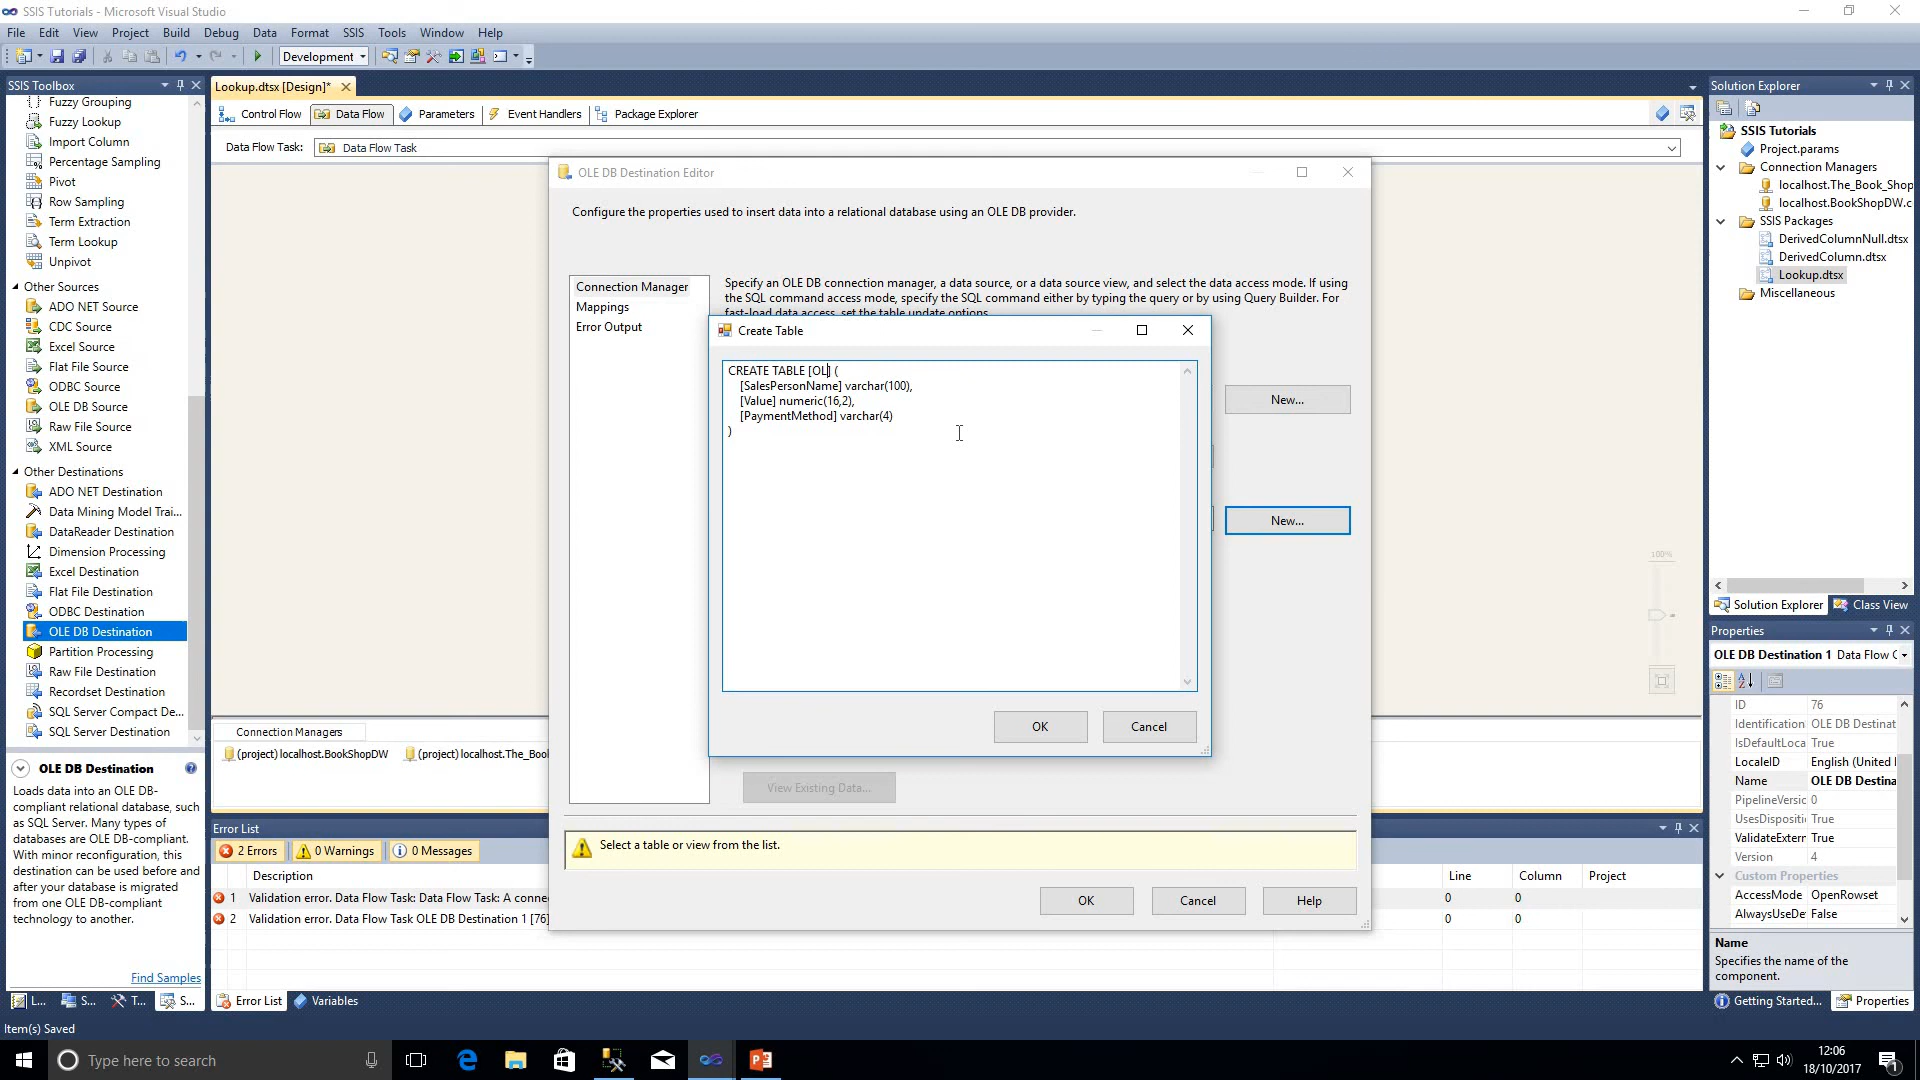 SSIS Tutorials - Microsoft Visual Studio
File Edit View Project Build Debug Data Format SSIS Tools Window Help
Development
SSIS Toolbox
Fuzzy Grouping
Fuzzy Lookup
Import Column
Percentage Sampling
Pivot
Row Sampling
Term Extraction
Term Lookup
Unpivot
Other Sources
ADO NET Source
CDC Source
Excel Source
Flat File Source
ODBC Source
OLE DB Source
Raw File Source
XML Source
Other Destinations
ADO NET Destination
Data Mining Model Trai...
DataReader Destination
Dimension Processing
Excel Destination
Flat File Destination
ODBC Destination
OLE DB Destination
Partition Processing
Raw File Destination
Recordset Destination
SQL Server Compact De...
SQL Server Destination
OLE DB Destination
Loads data into an OLE DB-
compliant relational database, such
as SQL Server. Many types of
databases are OLE DB-compliant.
With minor reconfiguration, this
destination can be used before and
after your database is migrated
from one OLE DB-compliant
technology to another.
Find Samples
L... S... T... S...
Lookup.dtsx [Design]*
Control Flow Data Flow Parameters Event Handlers Package Explorer
Data Flow Task: Data Flow Task
OLE DB Destination Editor
Configure the properties used to insert data into a relational database using an OLE DB provider.
Connection Manager
Mappings
Error Output
Specify an OLE DB connection manager, a data source, or a data source view, and select the data access mode. If using
the SQL command access mode, specify the SQL command either by typing the query or by using Query Builder. For
fast-load data access, set the table update options.
New...
New...
Create Table
CREATE TABLE [OL] (
[SalesPersonName] varchar(100),
[Value] numeric(16,2),
[PaymentMethod] varchar(4)
)
OK Cancel
View Existing Data...
Select a table or view from the list.
OK Cancel Help
100%
Connection Managers
(project) localhost.BookShopDW (project) localhost.The_Boo
Error List
2 Errors 0 Warnings 0 Messages
Description Line Column Project
1 Validation error. Data Flow Task: Data Flow Task: A conne 0 0
2 Validation error. Data Flow Task OLE DB Destination 1 [76] 0 0
Error List Variables
Solution Explorer
SSIS Tutorials
Project.params
Connection Managers
localhost.The_Book_Shop
localhost.BookShopDW.c
SSIS Packages
DerivedColumnNull.dtsx
DerivedColumn.dtsx
Lookup.dtsx
Miscellaneous
Solution Explorer Class View
Properties
OLE DB Destination 1 Data Flow C
ID 76
Identification OLE DB Destinat
IsDefaultLoca True
LocaleID English (United
Name OLE DB Destina
PipelineVersic 0
UsesDispositi True
ValidateExtern True
Version 4
Custom Properties
AccessMode OpenRowset
AlwaysUseDe False
Name
Specifies the name of the
component.
Getting Started... Properties
Item(s) Saved
Type here to search
12:06
18/10/2017
1